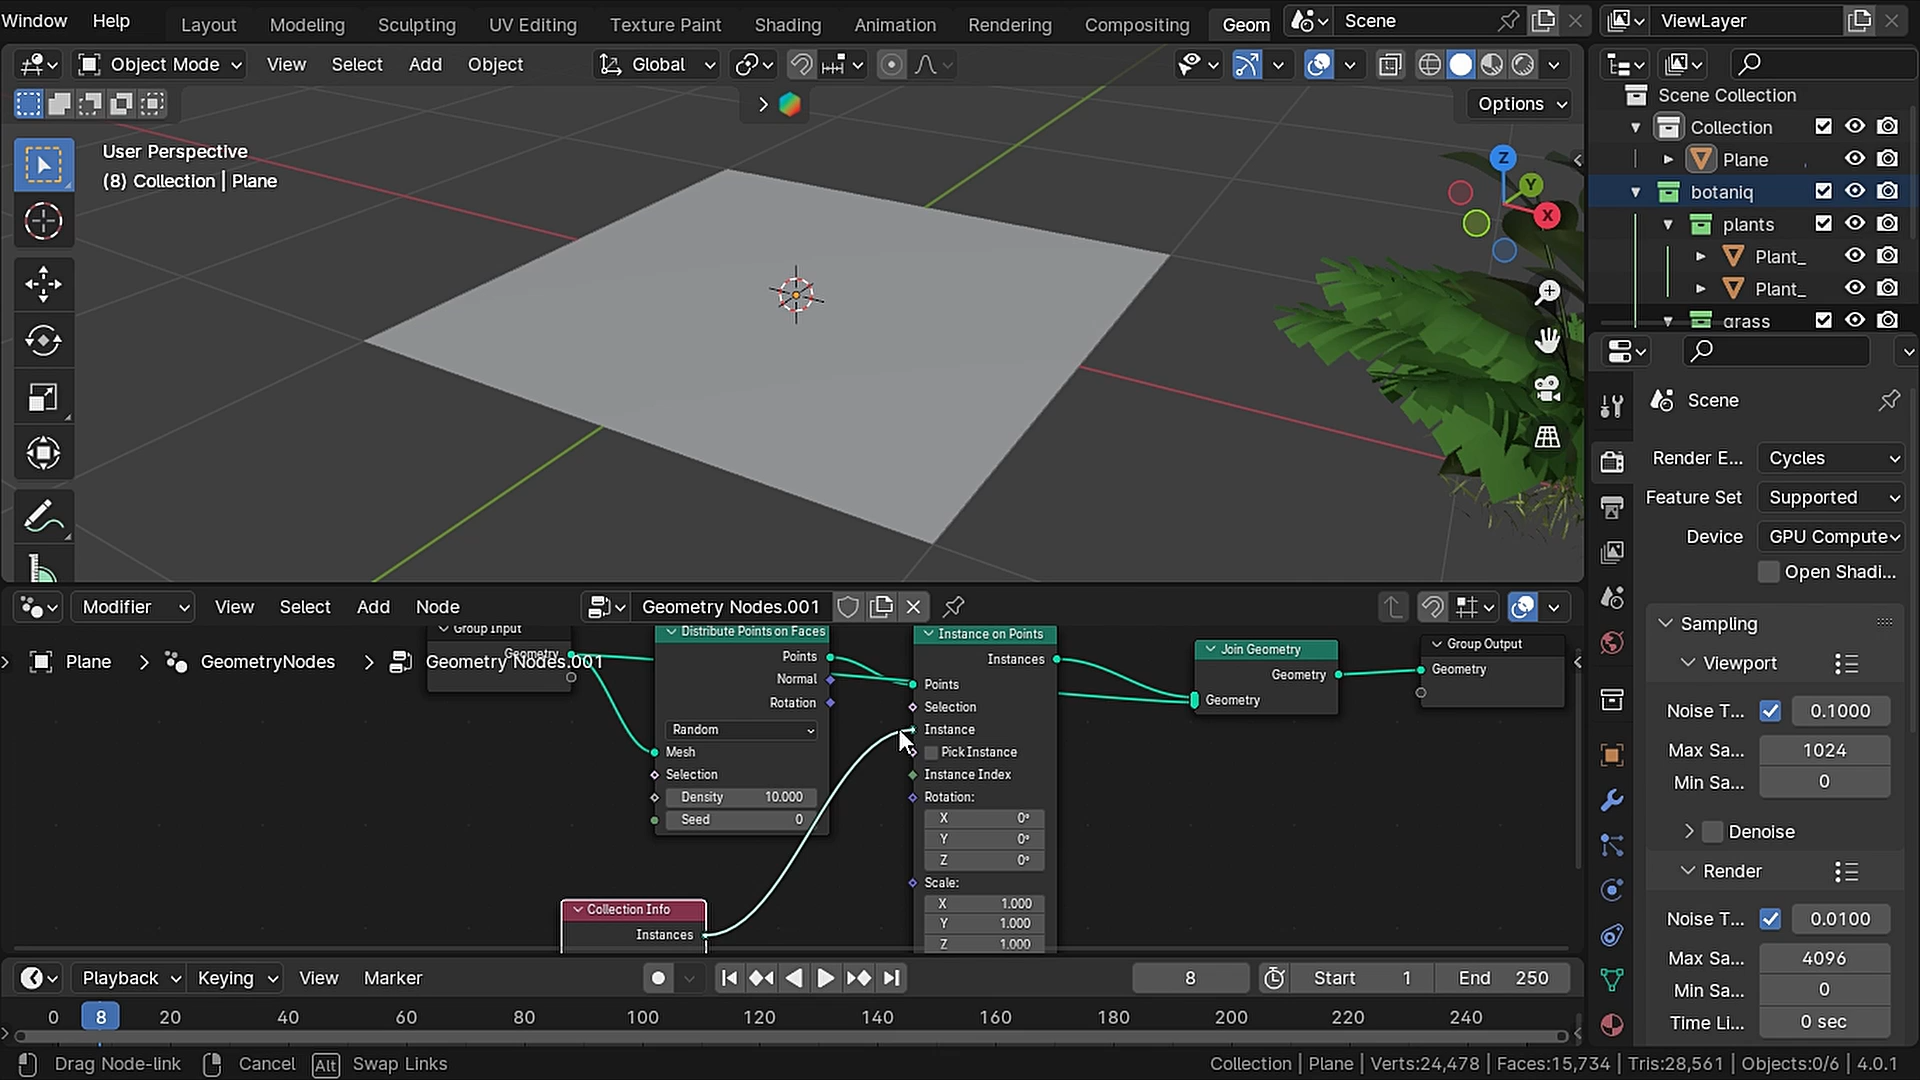 Window Help Layout Modeling Sculpting UV Editing Texture Paint Shading Animation Rendering Compositing Geom Scene ViewLayer
Object Mode View Select Add Object Global
Options
User Perspective
(8) Collection | Plane
Z
Y
X
Scene Collection
Collection
Plane
botaniq
plants
Plant_
Plant_
grass
Scene
Render E... Cycles
Feature Set Supported
Device GPU Compute
Open Shadi...
Sampling
Viewport
Noise T... 0.1000
Max Sa... 1024
Min Sa... 0
Denoise
Render
Noise T... 0.0100
Max Sa... 4096
Min Sa... 0
Time Li... 0 sec
Modifier View Select Add Node Geometry Nodes.001
Plane GeometryNodes Geometry Nodes.001
Group Input
Geometry
Distribute Points on Faces
Points
Normal
Rotation
Random
Mesh
Selection
Density 10.000
Seed 0
Collection Info
Instances
Instance on Points
Instances
Points
Selection
Instance
Pick Instance
Instance Index
Rotation:
X 0°
Y 0°
Z 0°
Scale:
X 1.000
Y 1.000
Z 1.000
Join Geometry
Geometry
Geometry
Group Output
Geometry
Playback Keying View Marker 8 Start 1 End 250
0 8 20 40 60 80 100 120 140 160 180 200 220 240
Drag Node-link Cancel Alt Swap Links Collection | Plane | Verts:24,478 | Faces:15,734 | Tris:28,561 | Objects:0/6 | 4.0.1